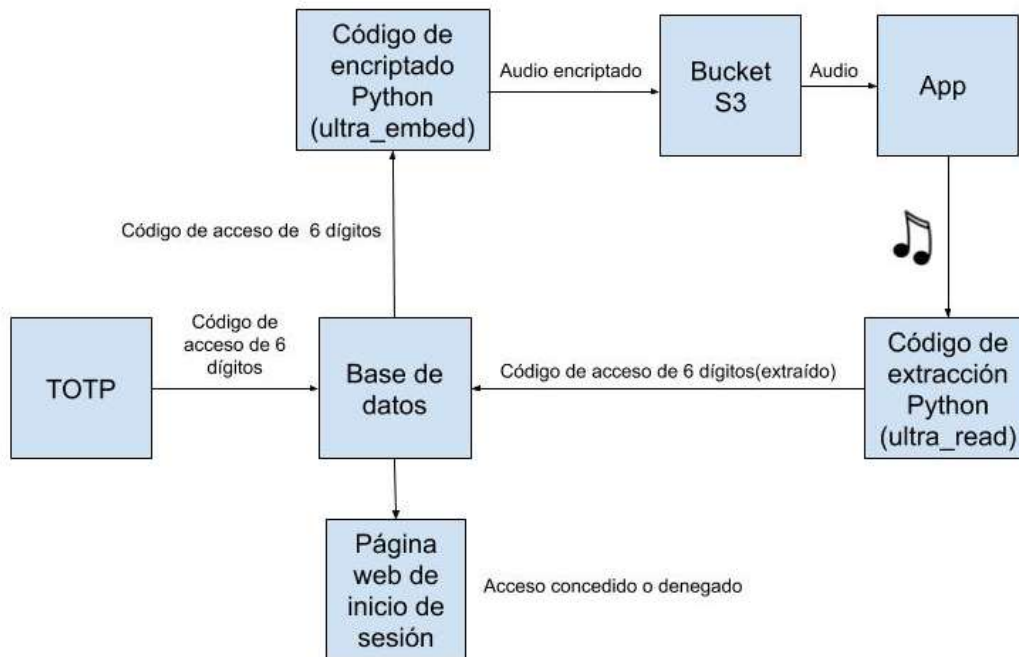 Código de
encriptado
Python
(ultra_embed)
Audio encriptado
Bucket
S3
Audio
App
Código de acceso de  6 dígitos
TOTP
Código de
acceso de 6
dígitos
Base de
datos
Código de acceso de 6 dígitos(extraído)
Código de
extracción
Python
(ultra_read)
Página
web de
inicio de
sesión
Acceso concedido o denegado